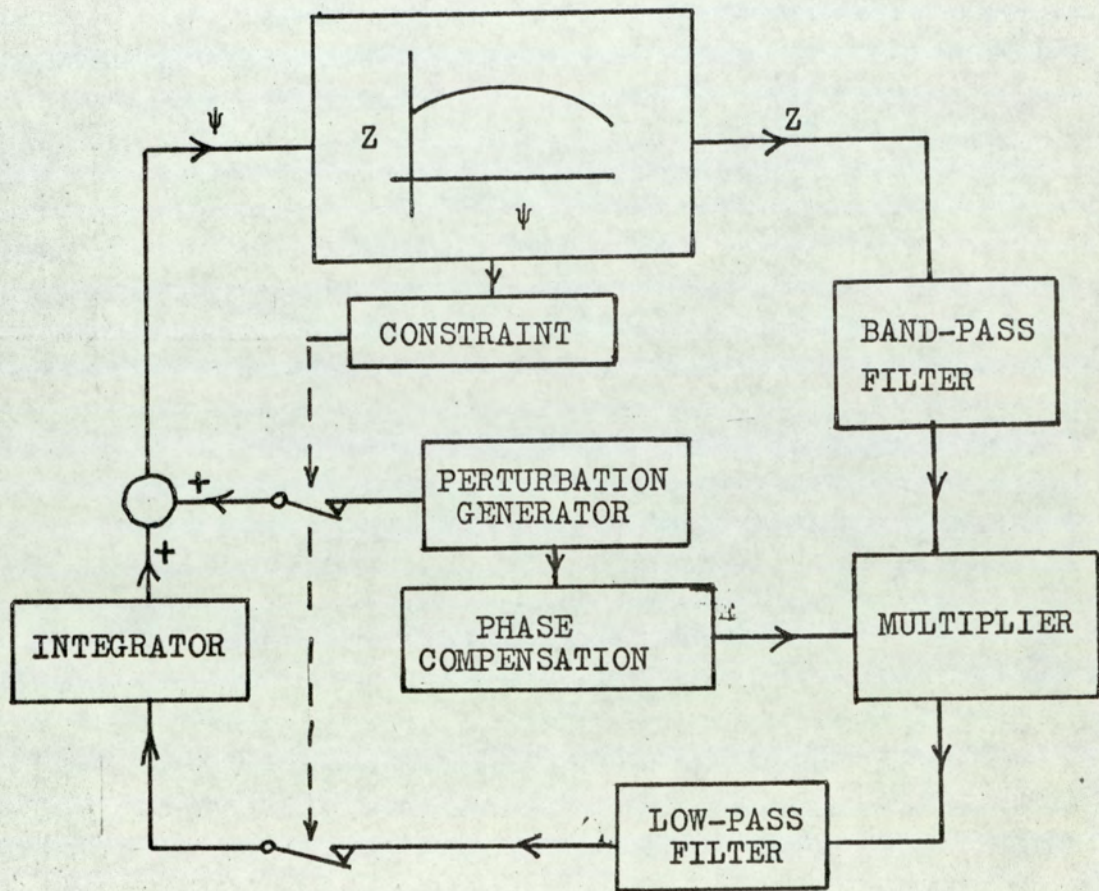 ψ
Z
ψ
Z
CONSTRAINT
BAND-PASS
FILTER
+
PERTURBATION
GENERATOR
+
INTEGRATOR
PHASE
COMPENSATION
MULTIPLIER
LOW-PASS
FILTER